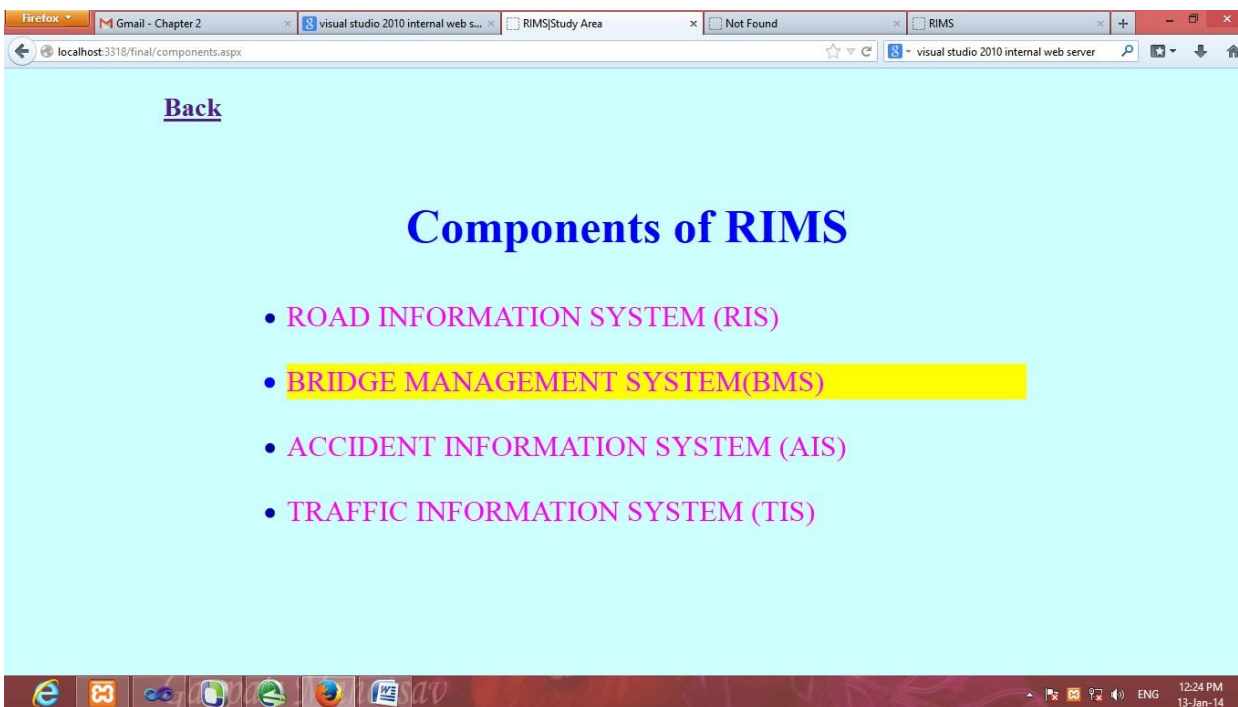 Firefox
Gmail - Chapter 2
visual studio 2010 internal web s...
RIMS|Study Area
Not Found
RIMS
localhost:3318/final/components.aspx
visual studio 2010 internal web server
Back
Components of RIMS
ROAD INFORMATION SYSTEM (RIS)
BRIDGE MANAGEMENT SYSTEM(BMS)
ACCIDENT INFORMATION SYSTEM (AIS)
TRAFFIC INFORMATION SYSTEM (TIS)
ENG
12:24 PM
13-Jan-14